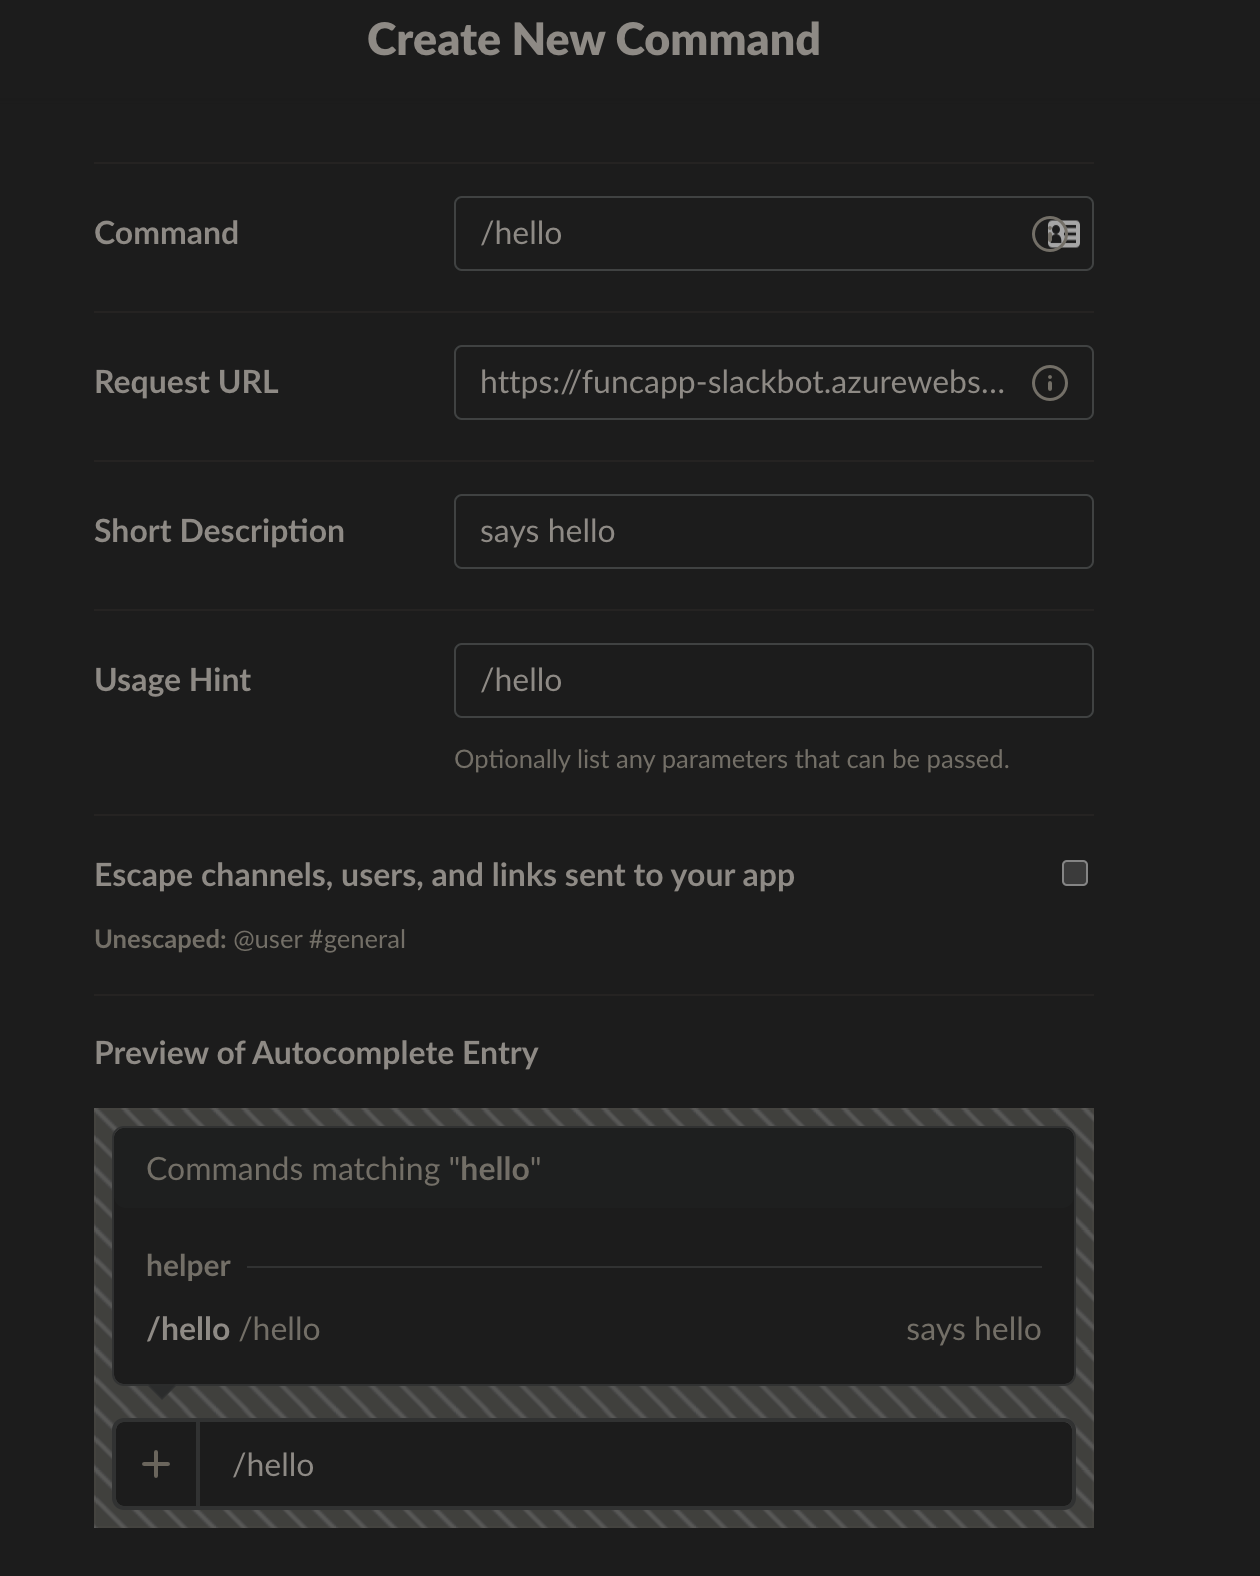 Create New Command
Command
/hello
Request URL
https://funcapp-slackbot.azurewebs...
Short Description
says hello
Usage Hint
/hello
Optionally list any parameters that can be passed.
Escape channels, users, and links sent to your app
Unescaped: @user #general
Preview of Autocomplete Entry
Commands matching "hello"
helper
/hello /hello says hello
/hello